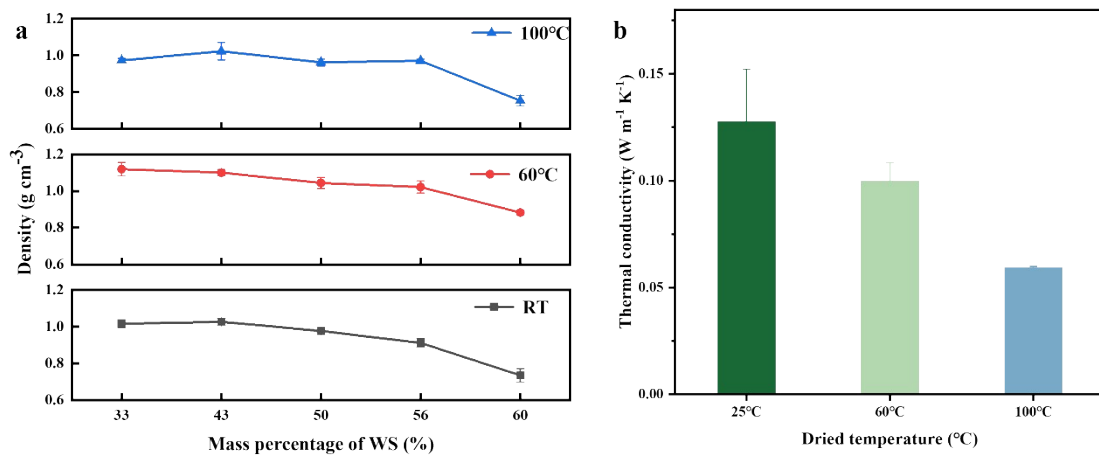 a
1.2
1.0
0.8
0.6
100°C
1.2
1.0
0.8
0.6
60°C
1.2
1.0
0.8
0.6
RT
Density (g cm⁻³)
33 43 50 56 60
Mass percentage of WS (%)
b
0.15
0.10
0.05
0.00
Thermal conductivity (W m⁻¹ K⁻¹)
25℃ 60℃ 100℃
Dried temperature (℃)